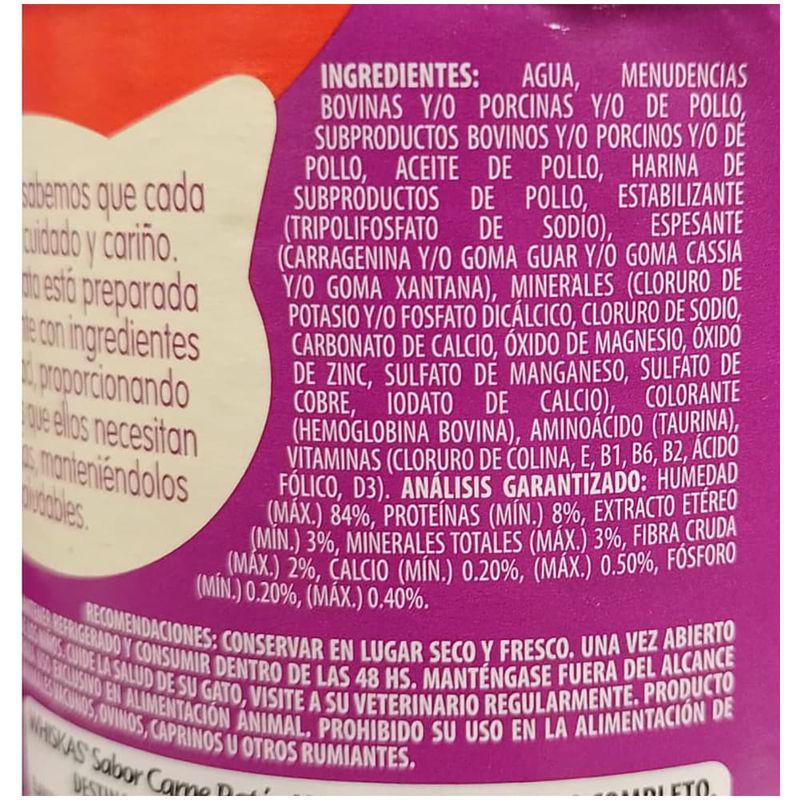 INGREDIENTES: AGUA, MENUDENCIAS
BOVINAS Y/O PORCINAS Y/O DE POLLO,
SUBPRODUCTOS BOVINOS Y/O PORCINOS Y/O DE
POLLO, ACEITE DE POLLO, HARINA DE
SUBPRODUCTOS DE POLLO, ESTABILIZANTE
(TRIPOLIFOSFATO DE SODIO), ESPESANTE
(CARRAGENINA Y/O GOMA GUAR Y/O GOMA CASSIA
Y/O GOMA XANTANA), MINERALES (CLORURO DE
POTASIO Y/O FOSFATO DICÁLCICO, CLORURO DE SODIO,
CARBONATO DE CALCIO, ÓXIDO DE MAGNESIO, ÓXIDO
DE ZINC, SULFATO DE MANGANESO, SULFATO DE
COBRE, IODATO DE CALCIO), COLORANTE
(HEMOGLOBINA BOVINA), AMINOÁCIDO (TAURINA),
VITAMINAS (CLORURO DE COLINA, E, B1, B6, B2, ÁCIDO
FÓLICO, D3). ANÁLISIS GARANTIZADO: HUMEDAD
(MÁX.) 84%, PROTEÍNAS (MÍN.) 8%, EXTRACTO ETÉREO
(MÍN.) 3%, MINERALES TOTALES (MÁX.) 3%, FIBRA CRUDA
(MÁX.) 2%, CALCIO (MÍN.) 0.20%, (MÁX.) 0.50%, FÓSFORO
(MÍN.) 0.20%, (MÁX.) 0.40%.
sabemos que cada
cuidado y cariño.
está preparada
con ingredientes
proporcionando
que ellos necesitan
manteniéndolos
RECOMENDACIONES: CONSERVAR EN LUGAR SECO Y FRESCO. UNA VEZ ABIERTO
REFRIGERADO Y CONSUMIR DENTRO DE LAS 48 HS. MANTÉNGASE FUERA DEL ALCANCE
LOS NIÑOS. CUIDE LA SALUD DE SU GATO, VISITE A SU VETERINARIO REGULARMENTE. PRODUCTO
USO EXCLUSIVO EN ALIMENTACIÓN ANIMAL. PROHIBIDO SU USO EN LA ALIMENTACIÓN DE
VACUNOS, OVINOS, CAPRINOS U OTROS RUMIANTES.
WHISKAS® Sabor Carne
COMPLETO.